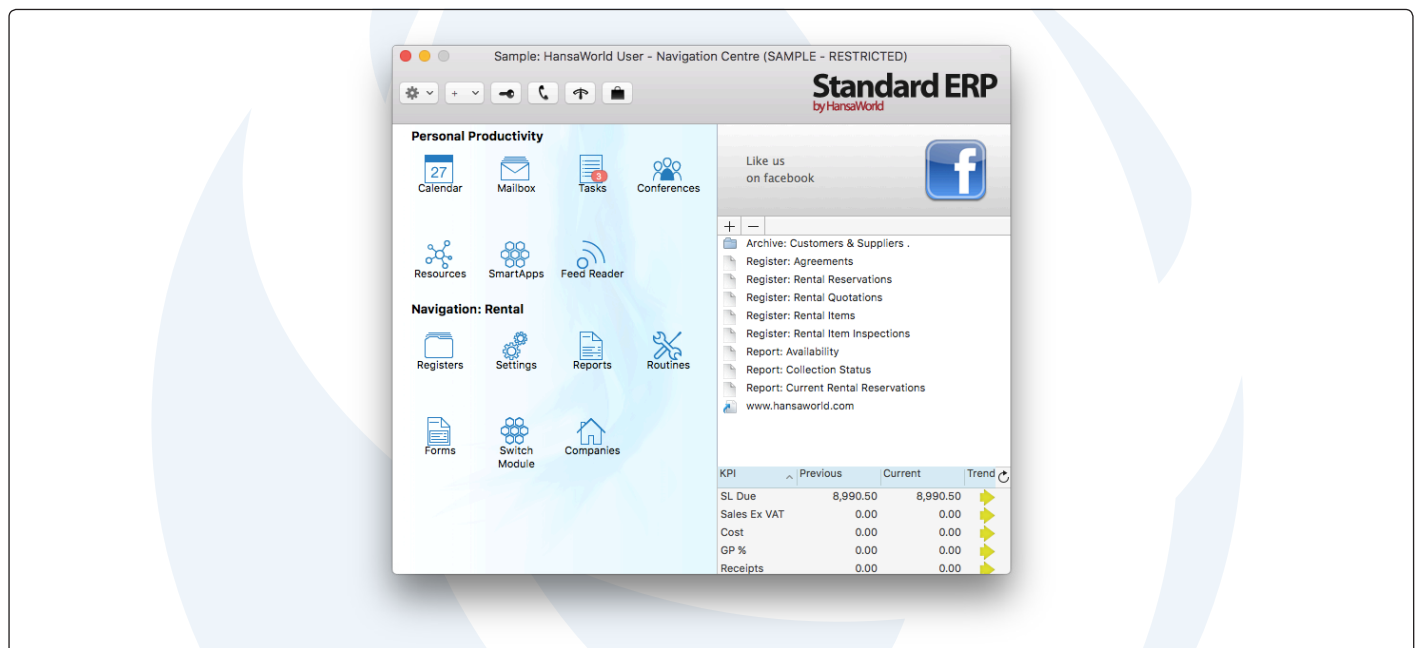 Sample: HansaWorld User - Navigation Centre (SAMPLE - RESTRICTED)
Standard ERP
by HansaWorld
Personal Productivity
27
Calendar
Mailbox
3
Tasks
Conferences
Resources
SmartApps
Feed Reader
Navigation: Rental
Registers
Settings
Reports
Routines
Forms
Switch
Module
Companies
Like us
on facebook
f
+ −
Archive: Customers & Suppliers .
Register: Agreements
Register: Rental Reservations
Register: Rental Quotations
Register: Rental Items
Register: Rental Item Inspections
Report: Availability
Report: Collection Status
Report: Current Rental Reservations
www.hansaworld.com
KPI Previous Current Trend
SL Due 8,990.50 8,990.50
Sales Ex VAT 0.00 0.00
Cost 0.00 0.00
GP % 0.00 0.00
Receipts 0.00 0.00